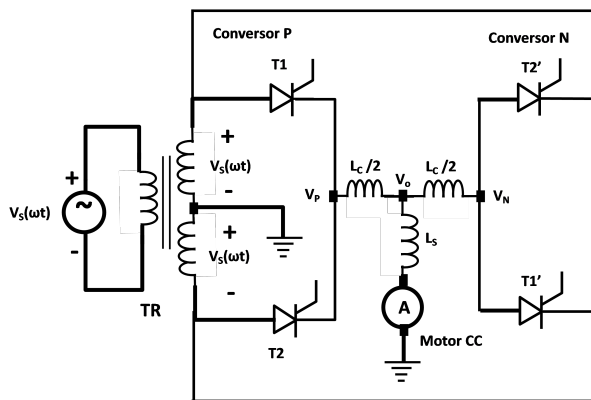 Conversor P
Conversor N
T1
T2'
+
V_S(ωt)
-
+
V_S(ωt)
-
+
V_S(ωt)
-
TR
L_C /2
V_o
L_C /2
V_P
V_N
L_S
A
Motor CC
T2
T1'